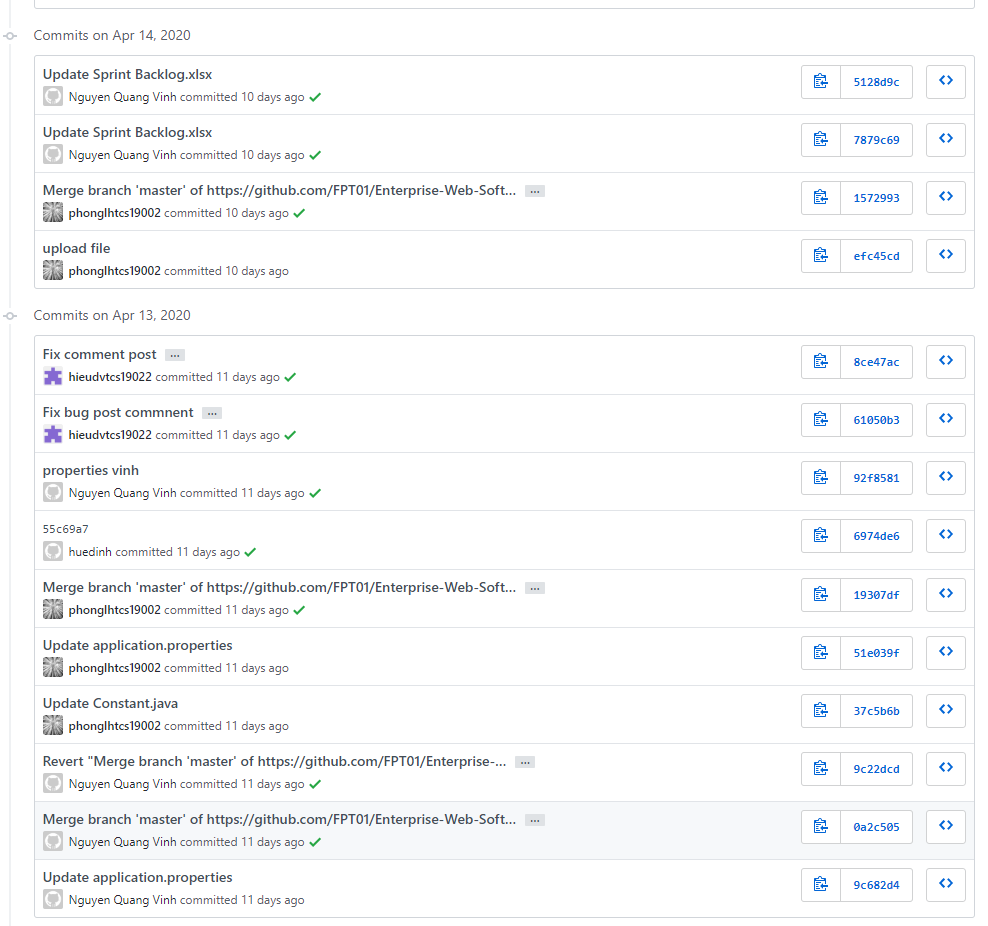 Commits on Apr 14, 2020
Update Sprint Backlog.xlsx
Nguyen Quang Vinh committed 10 days ago
5128d9c
Update Sprint Backlog.xlsx
Nguyen Quang Vinh committed 10 days ago
7879c69
Merge branch 'master' of https://github.com/FPT01/Enterprise-Web-Soft... …
phonglhtcs19002 committed 10 days ago
1572993
upload file
phonglhtcs19002 committed 10 days ago
efc45cd
Commits on Apr 13, 2020
Fix comment post …
hieudvtcs19022 committed 11 days ago
8ce47ac
Fix bug post commnent …
hieudvtcs19022 committed 11 days ago
61050b3
properties vinh
Nguyen Quang Vinh committed 11 days ago
92f8581
55c69a7
huedinh committed 11 days ago
6974de6
Merge branch 'master' of https://github.com/FPT01/Enterprise-Web-Soft... …
phonglhtcs19002 committed 11 days ago
19307df
Update application.properties
phonglhtcs19002 committed 11 days ago
51e039f
Update Constant.java
phonglhtcs19002 committed 11 days ago
37c5b6b
Revert "Merge branch 'master' of https://github.com/FPT01/Enterprise-... …
Nguyen Quang Vinh committed 11 days ago
9c22dcd
Merge branch 'master' of https://github.com/FPT01/Enterprise-Web-Soft... …
Nguyen Quang Vinh committed 11 days ago
0a2c505
Update application.properties
Nguyen Quang Vinh committed 11 days ago
9c682d4